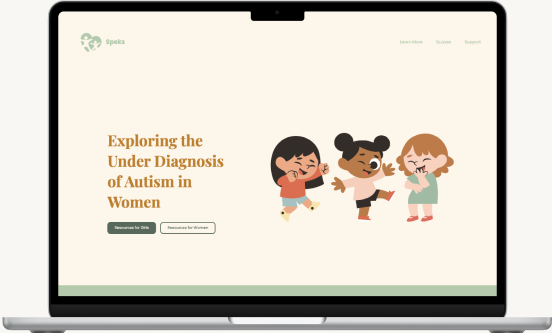 Speks
Learn More
Quizzes
Support
Exploring the
Under Diagnosis
of Autism in
Women
Resources for Girls
Resources for Women